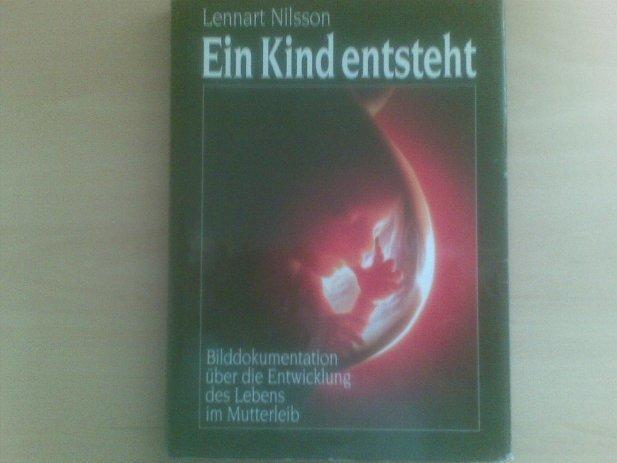 Lennart Nilsson
Ein Kind entsteht
Bilddokumentation
über die Entwicklung
des Lebens
im Mutterleib